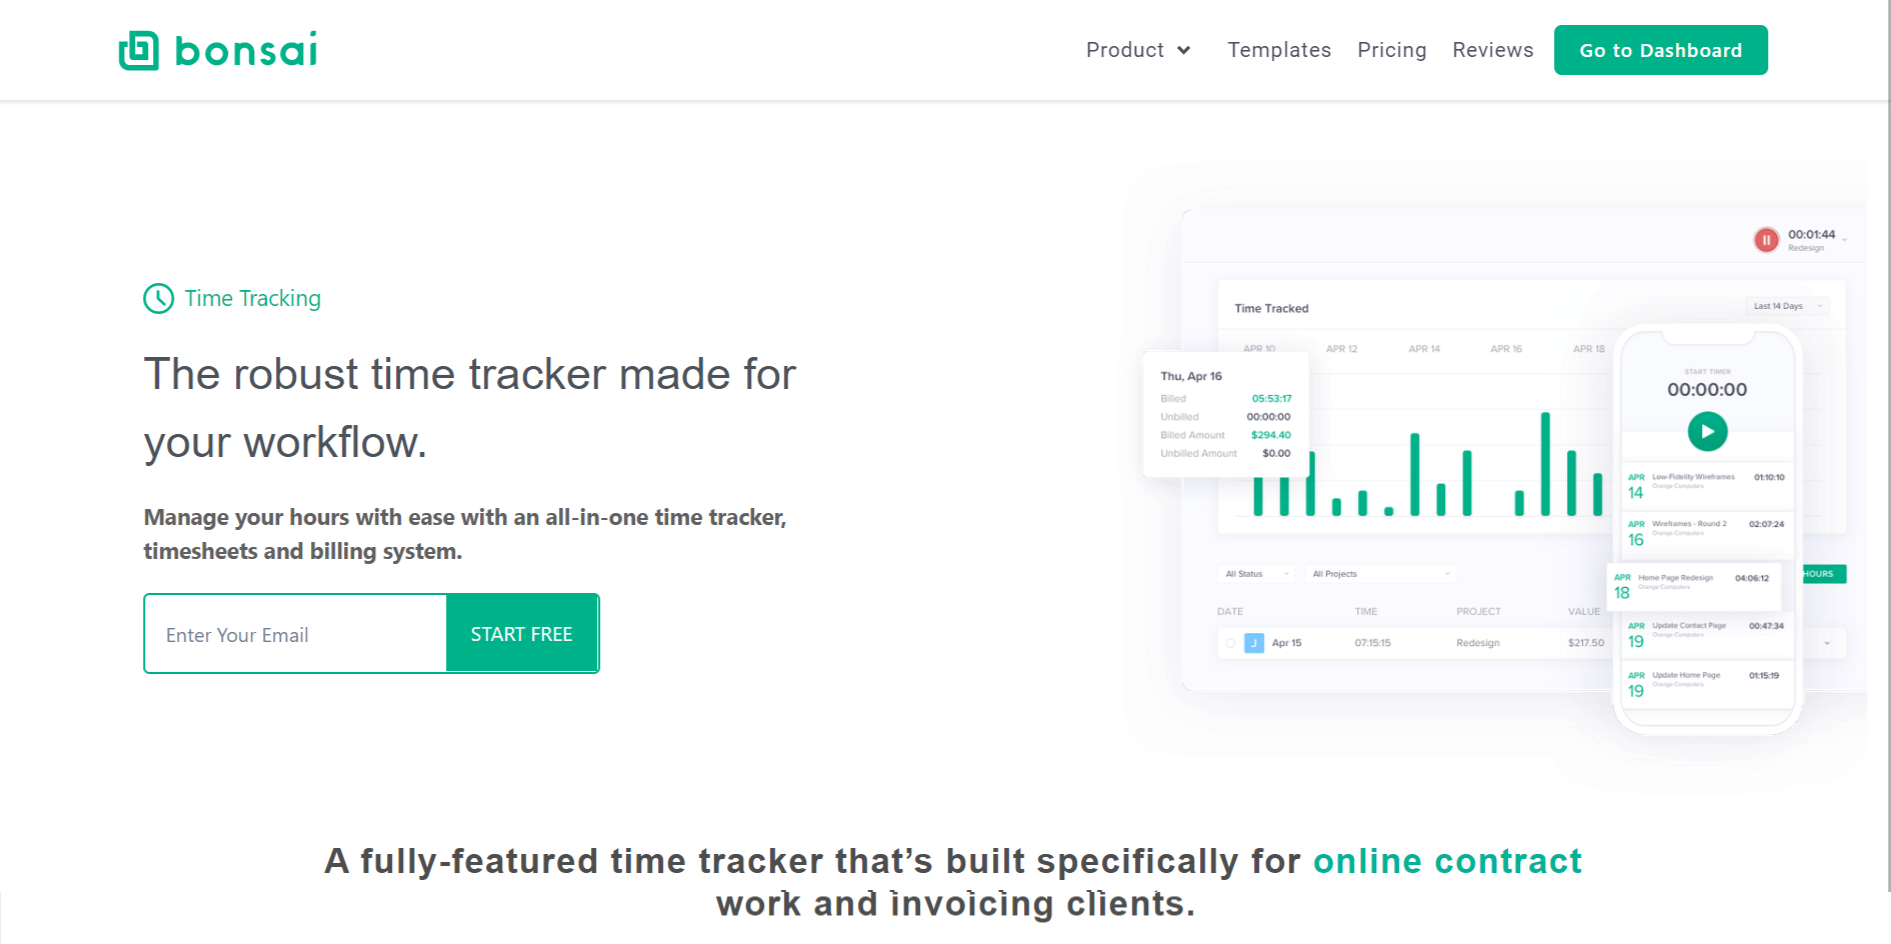 bonsai
Product
Templates
Pricing
Reviews
Go to Dashboard
Time Tracking
The robust time tracker made for
your workflow.
Manage your hours with ease with an all-in-one time tracker,
timesheets and billing system.
Enter Your Email
START FREE
00:01:44
Redesign
Time Tracked
Last 14 Days
APR 10
APR 12
APR 14
APR 16
APR 18
Thu, Apr 16
Billed 05:53:17
Unbilled 00:00:00
Billed Amount $294.40
Unbilled Amount $0.00
All Status
All Projects
HOURS
DATE TIME PROJECT VALUE
J Apr 15 07:15:15 Redesign $217.50
START TIMER
00:00:00
APR 14 Low-Fidelity Wireframes 01:10:10
Orange Computers
APR 16 Wireframes - Round 2 02:07:24
Orange Computers
APR 18 Home Page Redesign 04:06:12
Orange Computers
APR 19 Update Contact Page 00:47:34
Orange Computers
APR 19 Update Home Page 01:15:19
Orange Computers
A fully-featured time tracker that’s built specifically for online contract
work and invoicing clients.